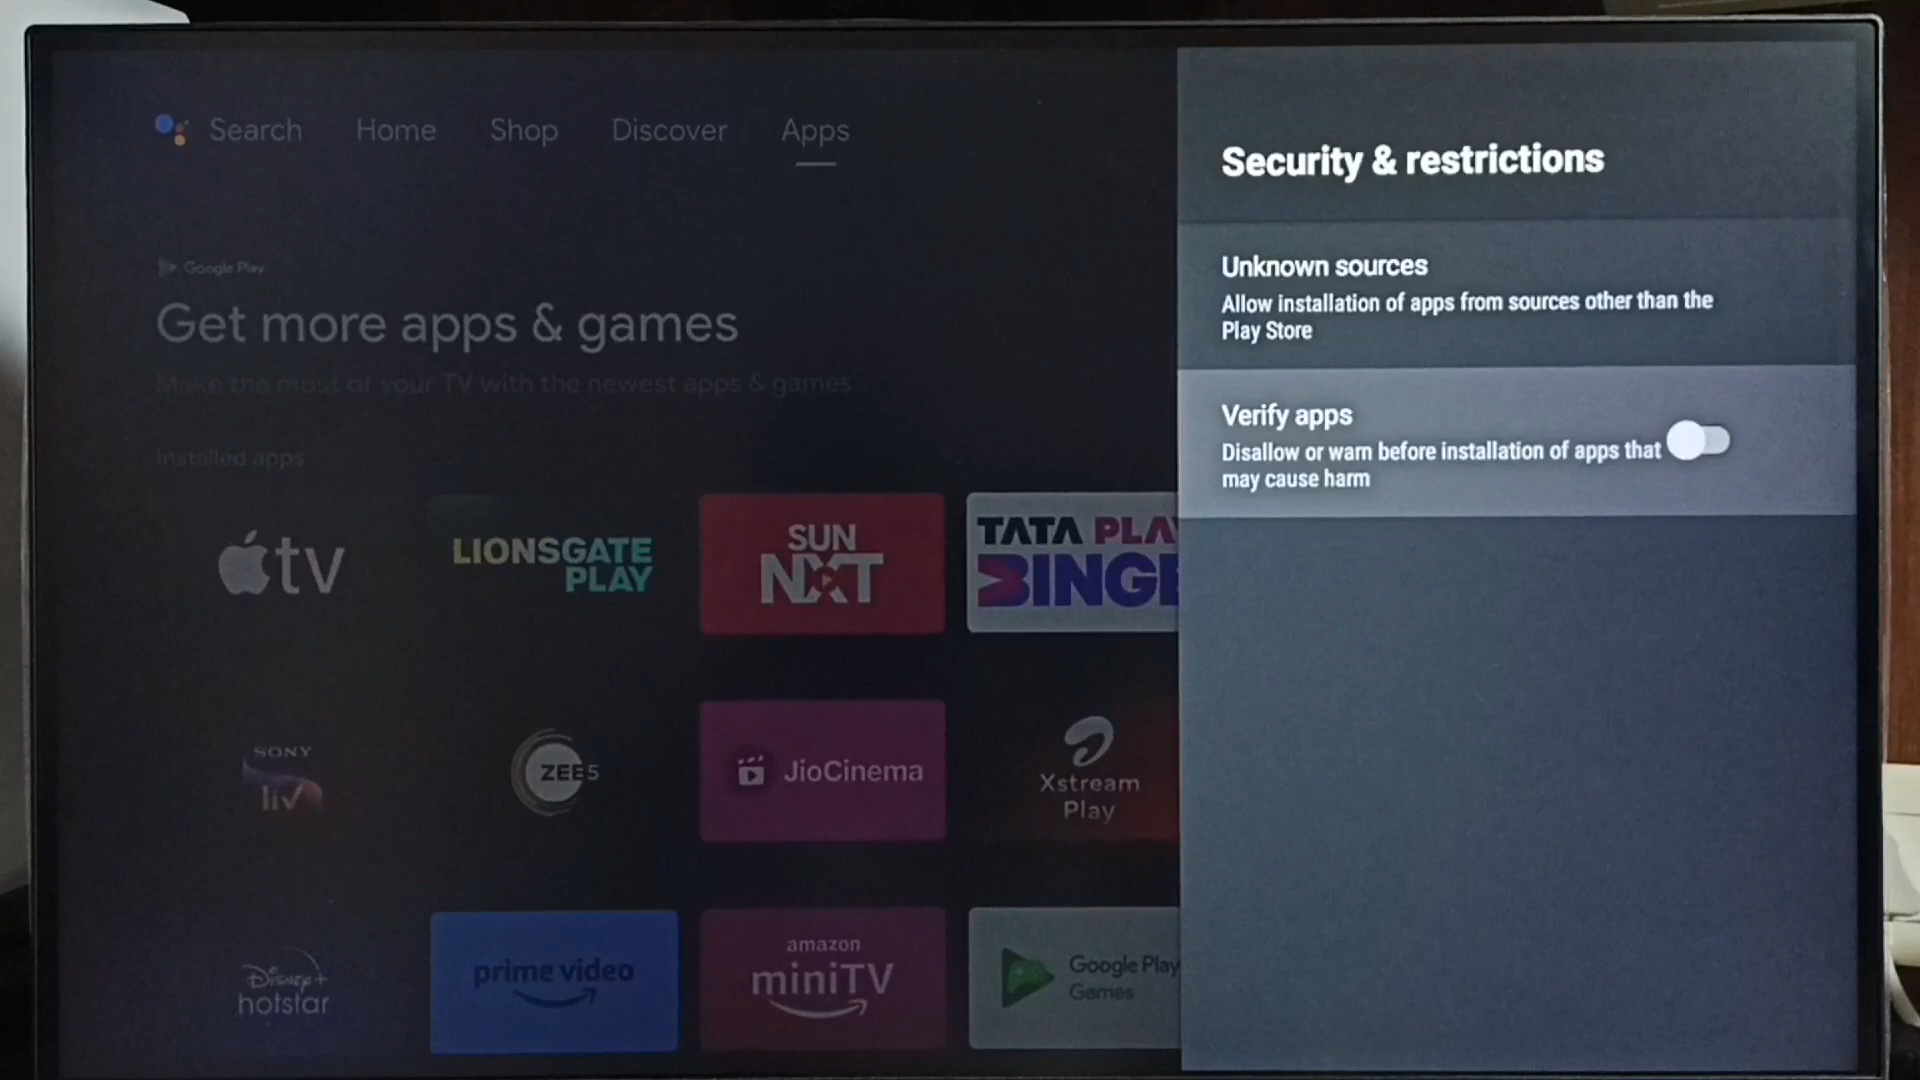 Search Home Shop Discover Apps
Google Play
Get more apps & games
Make the most of your TV with the newest apps & games
Installed apps
tv
LIONSGATE
PLAY
SUN
NXT
TATA PLA
BINGE
SONY
liv
ZEE5
JioCinema
Xstream
Play
Disney+
hotstar
prime video
amazon
miniTV
Google Play
Games
Security & restrictions
Unknown sources
Allow installation of apps from sources other than the
Play Store
Verify apps
Disallow or warn before installation of apps that
may cause harm